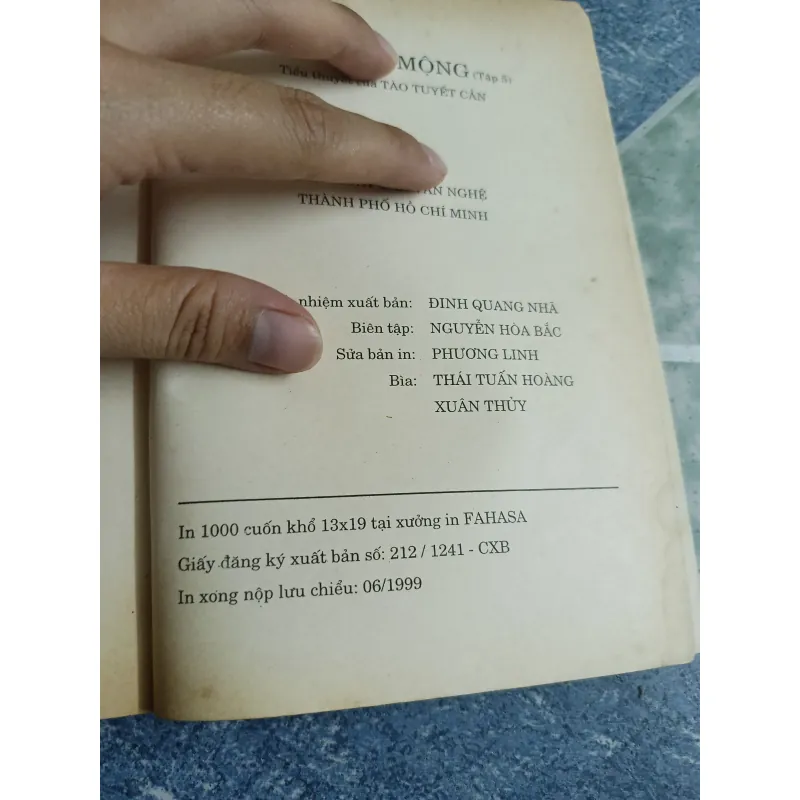 MỘNG (Tập 5)
Tiểu thuyết của TÀO TUYẾT CẦN
VĂN NGHỆ
THÀNH PHỐ HỒ CHÍ MINH
nhiệm xuất bản: ĐINH QUANG NHÃ
Biên tập: NGUYỄN HÒA BẮC
Sửa bản in: PHƯƠNG LINH
Bìa: THÁI TUẤN HOÀNG
XUÂN THỦY
In 1000 cuốn khổ 13x19 tại xưởng in FAHASA
Giấy đăng ký xuất bản số: 212 / 1241 - CXB
In xong nộp lưu chiểu: 06/1999